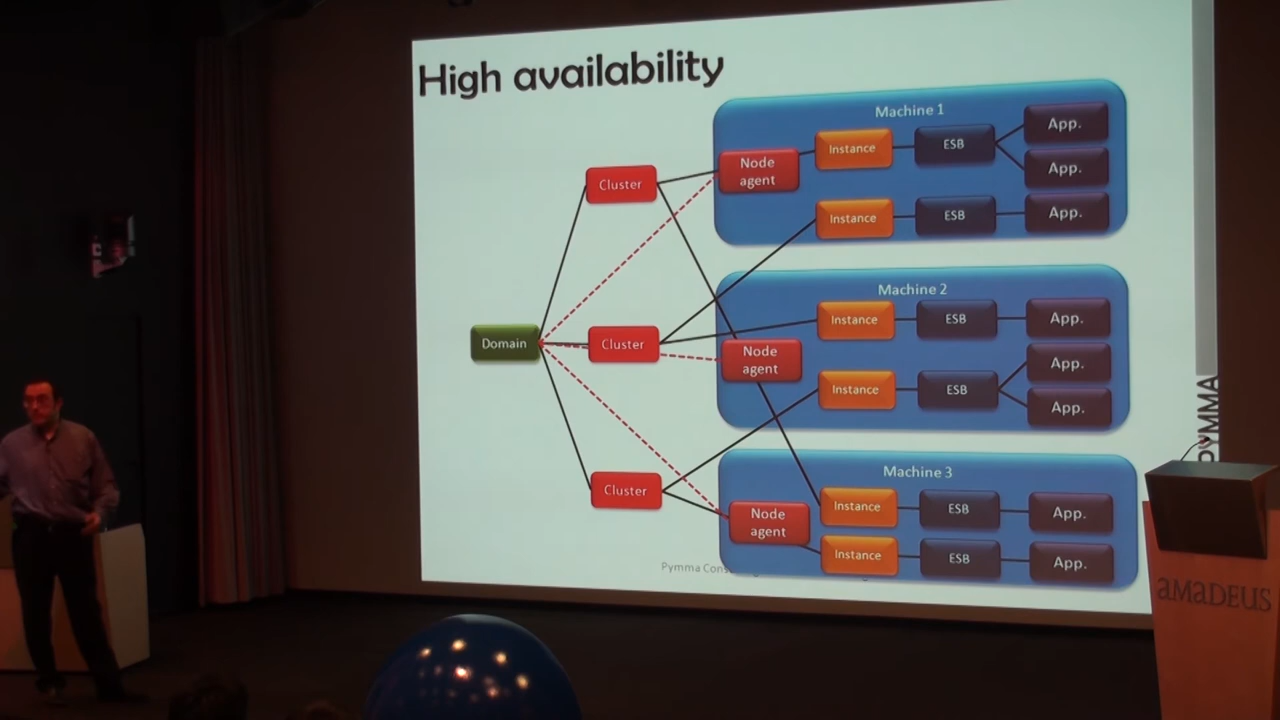 High availability
Machine 1
App.
Instance
ESB
Node
agent
App.
Cluster
Instance
ESB
App.
Machine 2
Instance
ESB
App.
Domain
Cluster
Node
agent
App.
Instance
ESB
App.
Machine 3
Cluster
Instance
ESB
App.
Node
agent
Instance
ESB
App.
Pymma
PYMMA
amadeus